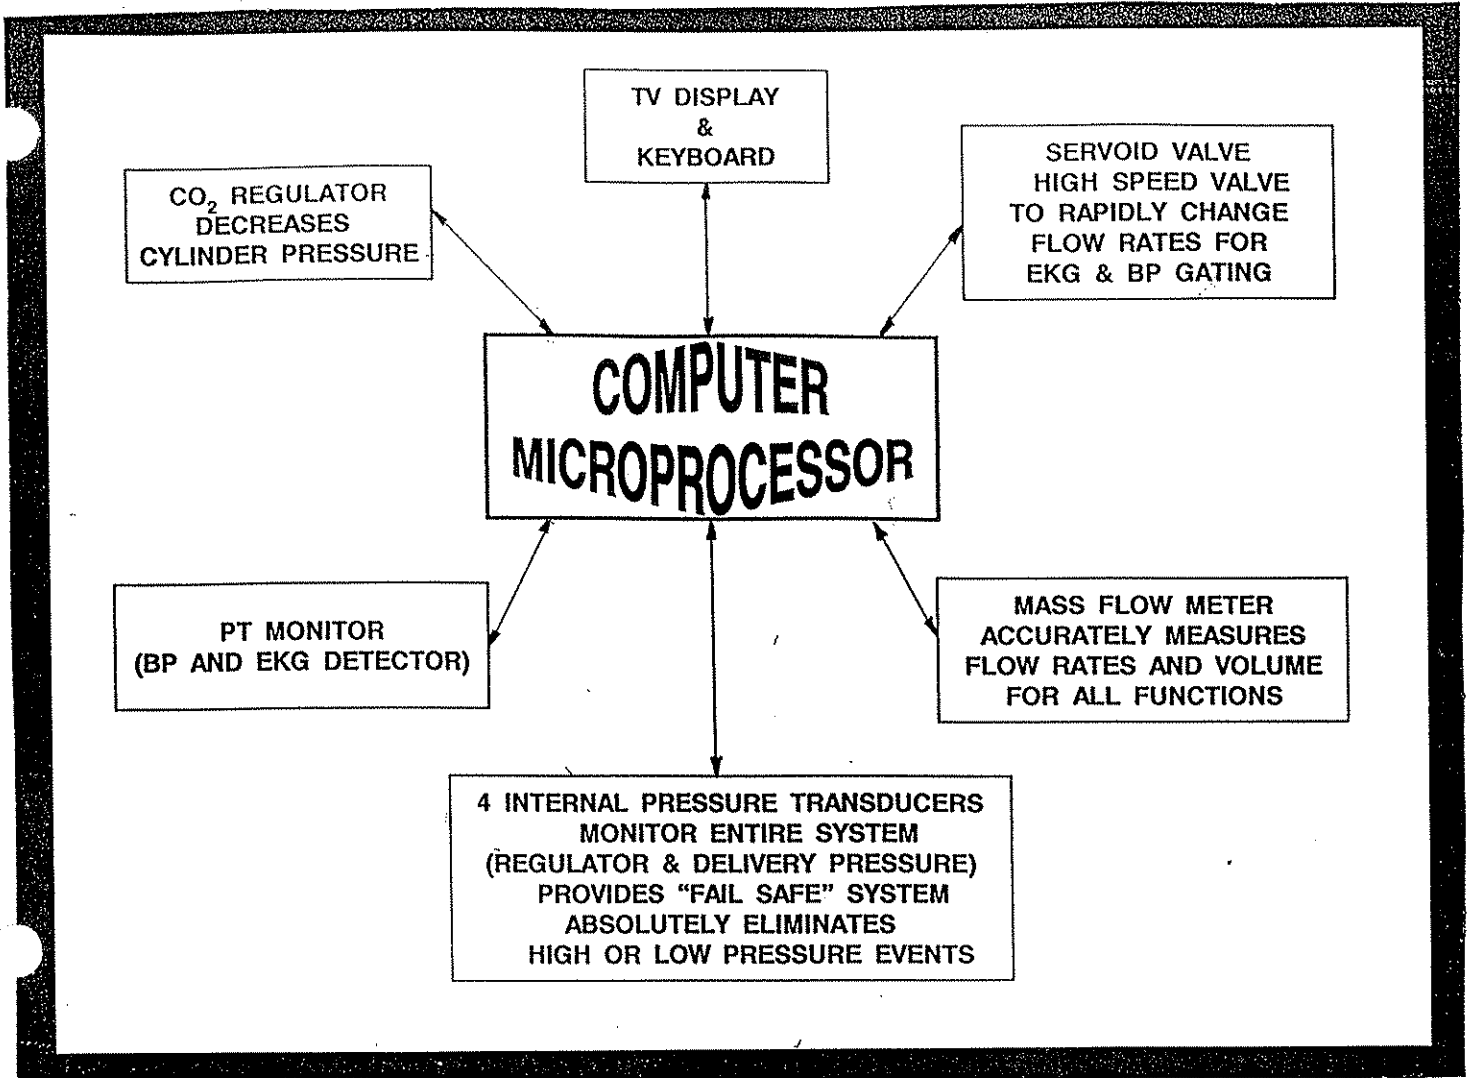 TV DISPLAY
&
KEYBOARD
CO₂ REGULATOR
DECREASES
CYLINDER PRESSURE
SERVOID VALVE
HIGH SPEED VALVE
TO RAPIDLY CHANGE
FLOW RATES FOR
EKG & BP GATING
COMPUTER
MICROPROCESSOR
PT MONITOR
(BP AND EKG DETECTOR)
MASS FLOW METER
ACCURATELY MEASURES
FLOW RATES AND VOLUME
FOR ALL FUNCTIONS
4 INTERNAL PRESSURE TRANSDUCERS
MONITOR ENTIRE SYSTEM
(REGULATOR & DELIVERY PRESSURE)
PROVIDES “FAIL SAFE” SYSTEM
ABSOLUTELY ELIMINATES
HIGH OR LOW PRESSURE EVENTS